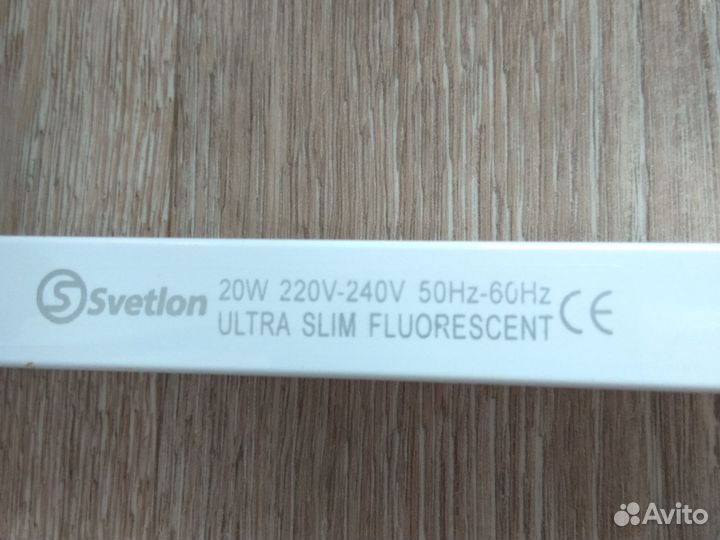 Svetlon
20W 220V-240V 50Hz-60Hz
ULTRA SLIM FLUORESCENT CE
Avito